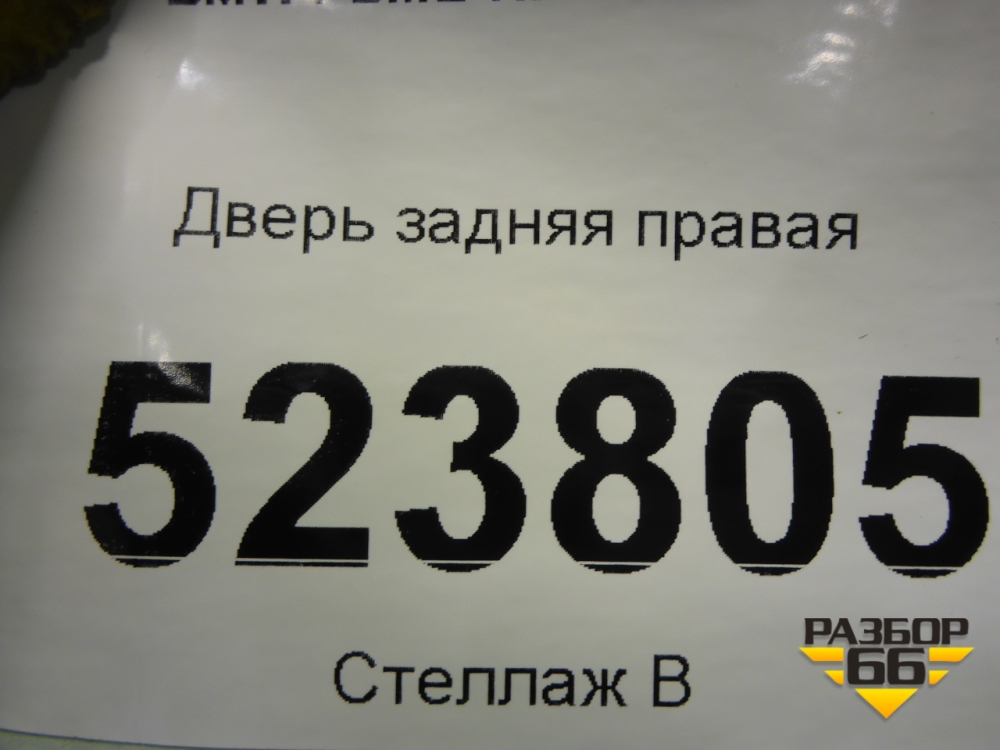 Дверь задняя правая
523805
Стеллаж В
РАЗБОР
66